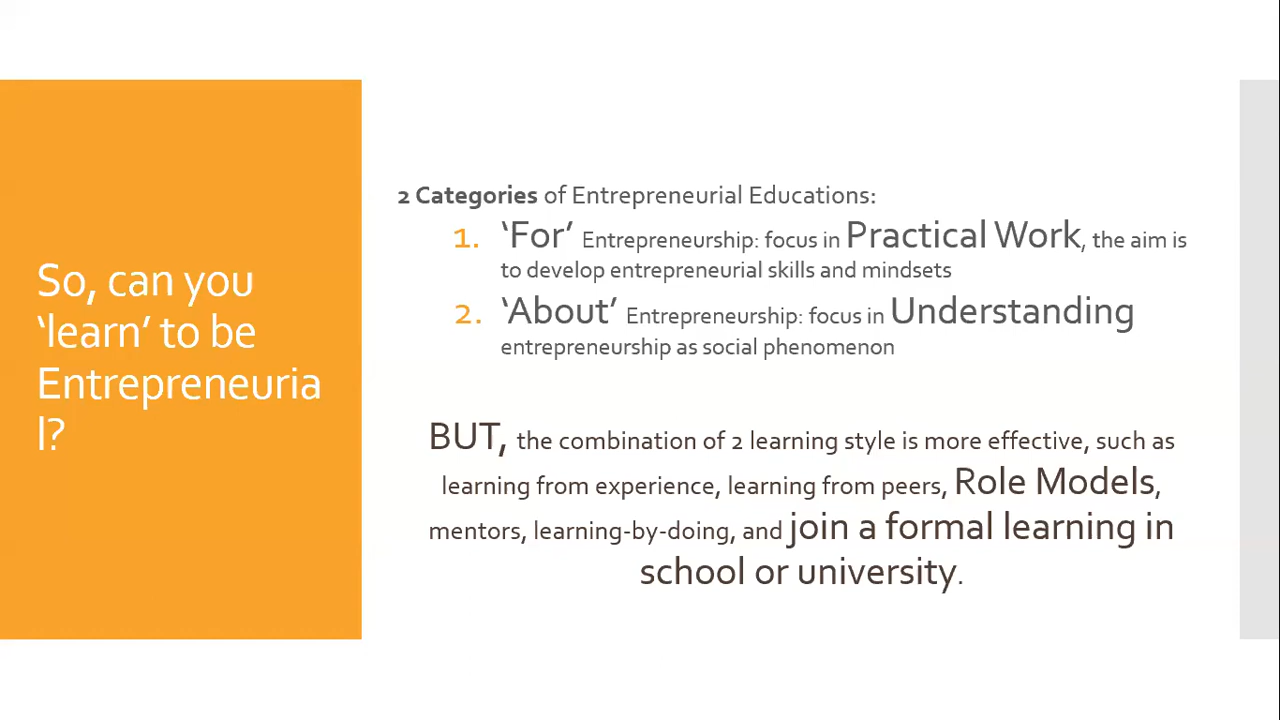 So, can you
‘learn’ to be
Entrepreneuria
l?
2 Categories of Entrepreneurial Educations:
1. ‘For’ Entrepreneurship: focus in Practical Work, the aim is
to develop entrepreneurial skills and mindsets
2. ‘About’ Entrepreneurship: focus in Understanding
entrepreneurship as social phenomenon
BUT, the combination of 2 learning style is more effective, such as
learning from experience, learning from peers, Role Models,
mentors, learning-by-doing, and join a formal learning in
school or university.